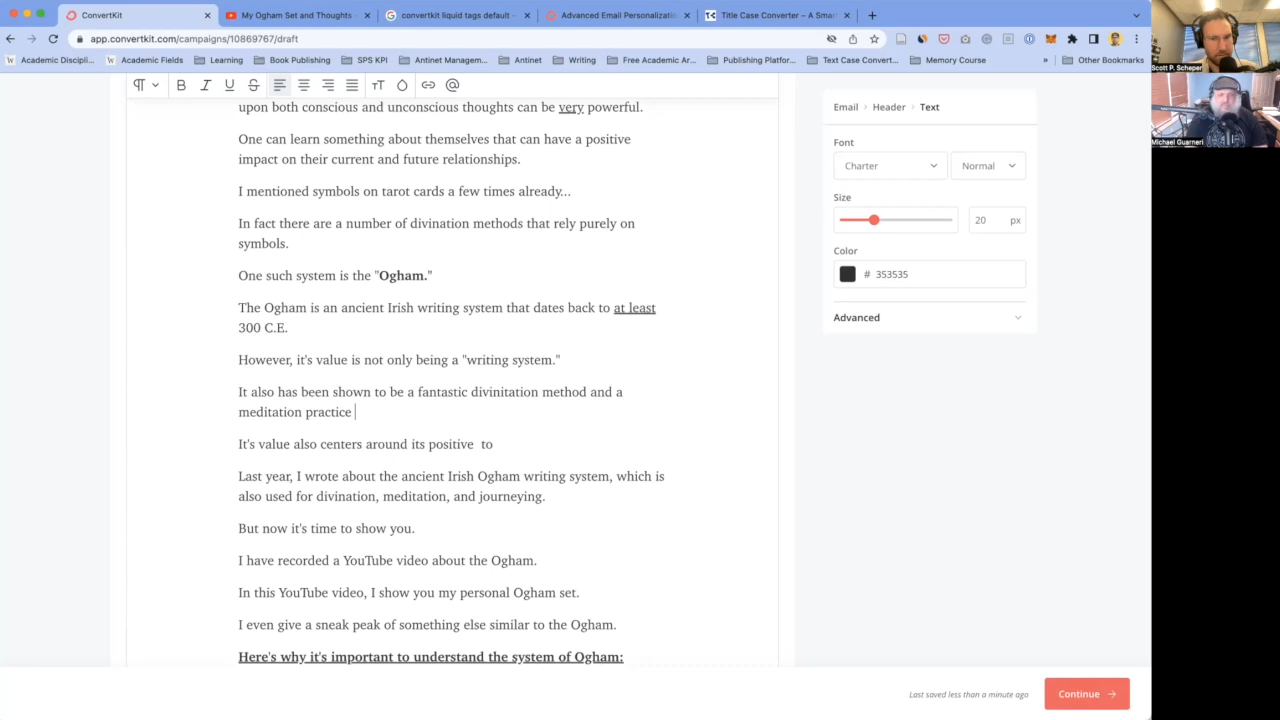 ConvertKit
My Ogham Set and Thoughts -
convertkit liquid tags default -
Advanced Email Personalizatio
Title Case Converter – A Smar
app.convertkit.com/campaigns/10869767/draft
Academic Discipli...
Academic Fields
Learning
Book Publishing
SPS KPI
Antinet Managem...
Antinet
Writing
Free Academic Ar...
Publishing Platfo...
Text Case Convert...
Memory Course
»
Other Bookmarks
Scott P. Scheper
Michael Guarneri
upon both conscious and unconscious thoughts can be very powerful.
One can learn something about themselves that can have a positive
impact on their current and future relationships.
I mentioned symbols on tarot cards a few times already...
In fact there are a number of divination methods that rely purely on
symbols.
One such system is the "Ogham."
The Ogham is an ancient Irish writing system that dates back to at least
300 C.E.
However, it's value is not only being a "writing system."
It also has been shown to be a fantastic divinitation method and a
meditation practice
It's value also centers around its positive  to
Last year, I wrote about the ancient Irish Ogham writing system, which is
also used for divination, meditation, and journeying.
But now it's time to show you.
I have recorded a YouTube video about the Ogham.
In this YouTube video, I show you my personal Ogham set.
I even give a sneak peak of something else similar to the Ogham.
Here's why it's important to understand the system of Ogham:
Email > Header > Text
Font
Charter
Normal
Size
20 px
Color
# 353535
Advanced
Last saved less than a minute ago
Continue →